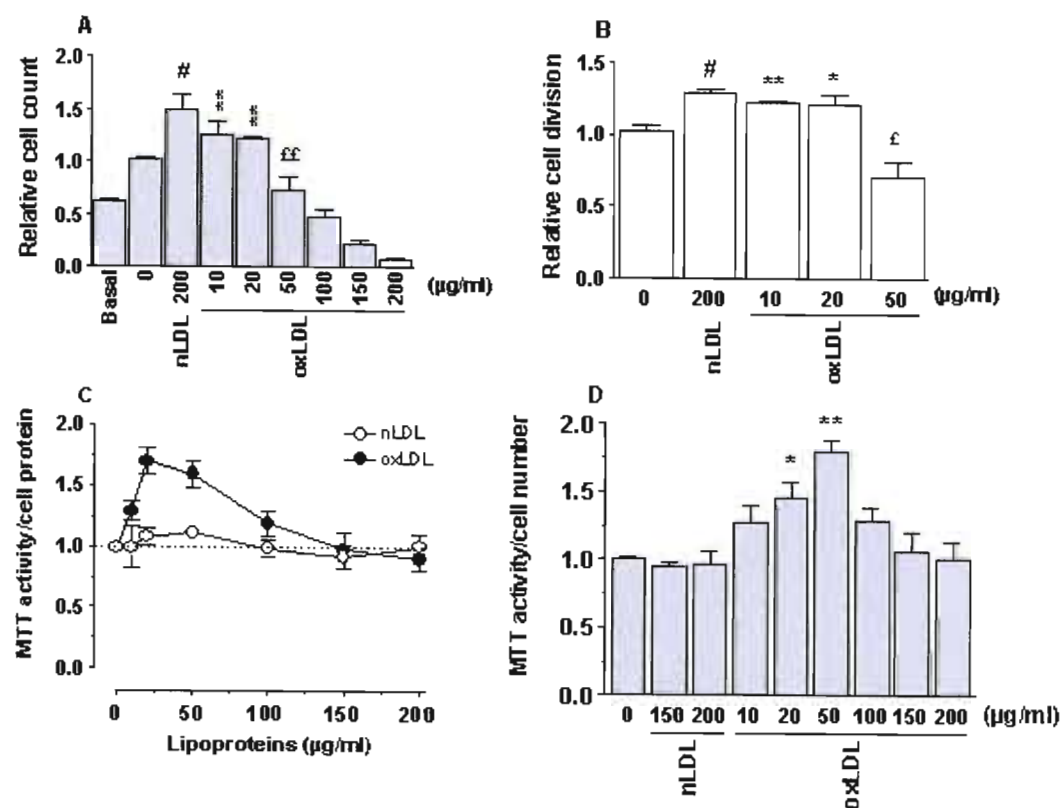 A
Relative cell count
2.0
1.5
1.0
0.5
0.0
#
**
**
££
Basal
0
200
10
20
50
100
150
200
(µg/ml)
nLDL
oxLDL
B
Relative cell division
1.5
1.0
0.5
0.0
#
**
*
£
0
200
10
20
50
(µg/ml)
nLDL
oxLDL
C
MTT activity/cell protein
2.0
1.5
1.0
1.0
0.0
nLDL
oxLDL
0 50 100 150 200
Lipoproteins (µg/ml)
D
MTT activity/cell number
2.0
1.5
1.0
0.5
0.0
*
**
0 150 200 10 20 50 100 150 200 (µg/ml)
nLDL
oxLDL